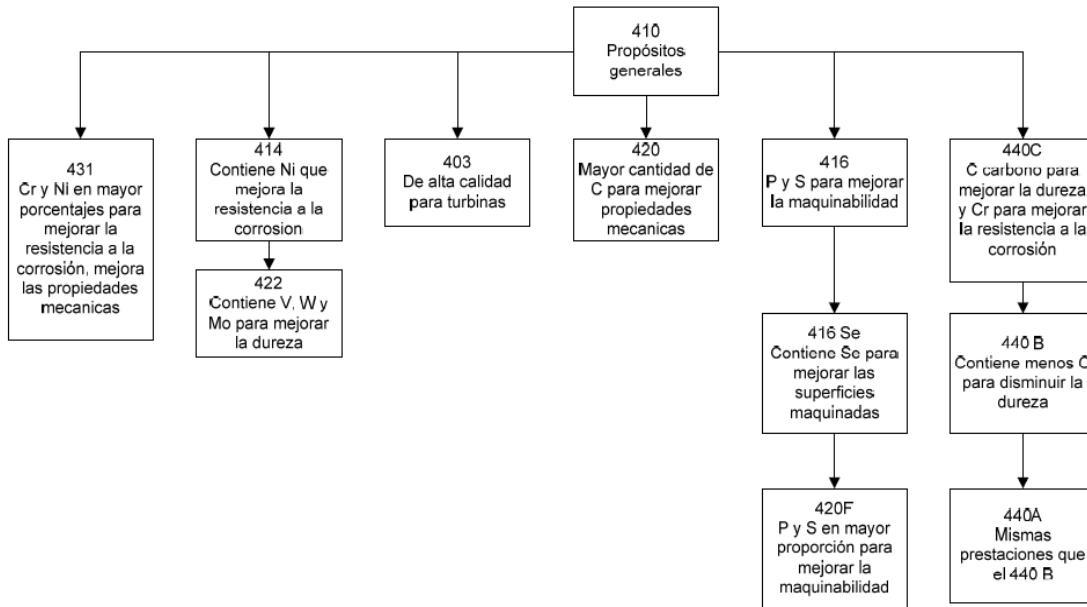 410
Propósitos
generales
431
Cr y Ni en mayor
porcentajes para
mejorar la
resistencia a la
corrosión, mejora
las propiedades
mecanicas
414
Contiene Ni que
mejora la
resistencia a la
corrosion
422
Contiene V, W y
Mo para mejorar
la dureza
403
De alta calidad
para turbinas
420
Mayor cantidad de
C para mejorar
propiedades
mecanicas
416
P y S para mejorar
la maquinabilidad
416 Se
Contiene Se para
mejorar las
superficies
maquinadas
420F
P y S en mayor
proporción para
mejorar la
maquinabilidad
440C
C carbono para
mejorar la dureza
y Cr para mejorar
la resistencia a la
corrosión
440 B
Contiene menos C
para disminuir la
dureza
440A
Mismas
prestaciones que
el 440 B